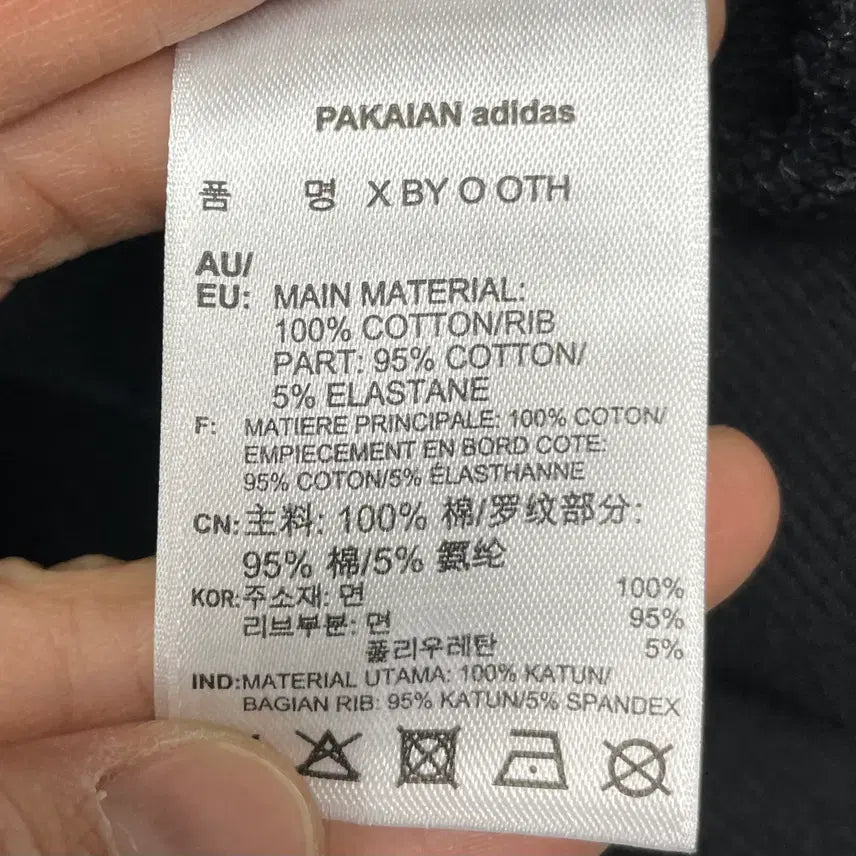 PAKAIAN adidas
품 명 X BY O OTH
AU/
EU: MAIN MATERIAL:
100% COTTON/RIB
PART: 95% COTTON/
5% ELASTANE
F: MATIERE PRINCIPALE: 100% COTON/
EMPIECEMENT EN BORD COTE:
95% COTON/5% ÉLASTHANNE
CN: 主料: 100% 棉/罗纹部分:
95% 棉/5% 氨纶
KOR: 주소재: 면 100%
리브부분: 면 95%
폴리우레탄 5%
IND: MATERIAL UTAMA: 100% KATUN/
BAGIAN RIB: 95% KATUN/5% SPANDEX